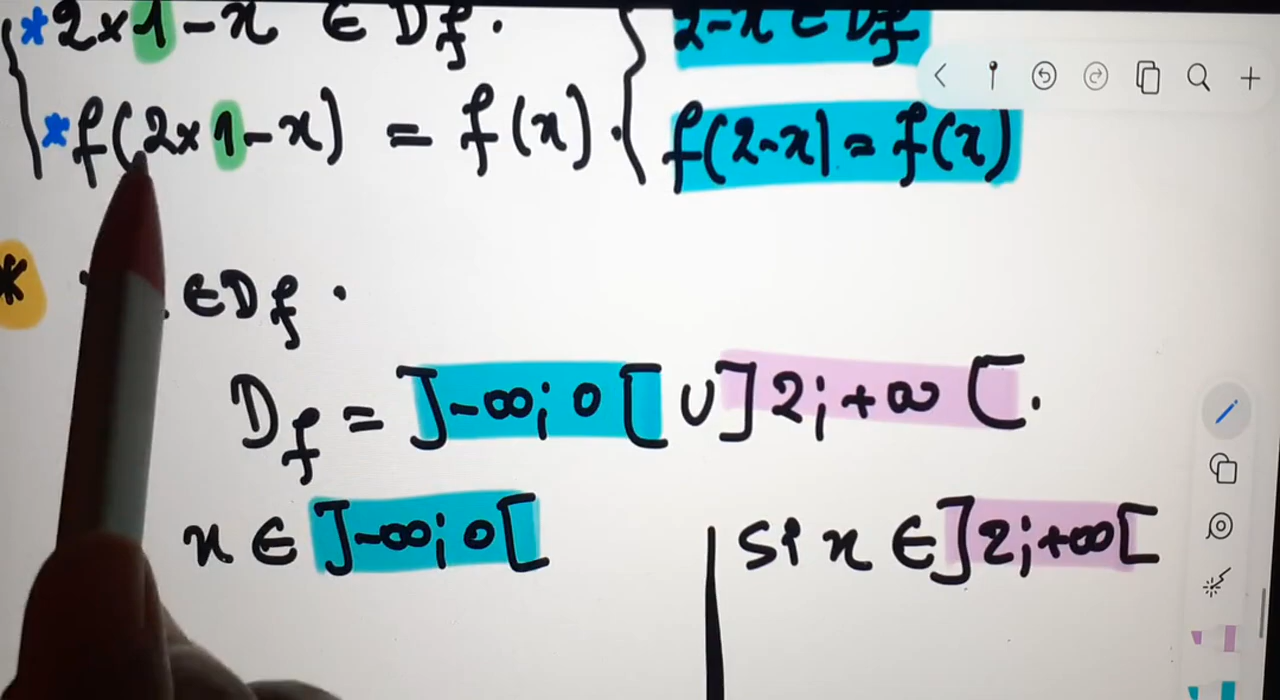 *2×1-x ∈ Df.
2-x ∈ Df
*f(2×1-x) = f(x).
f(2-x) = f(x)
* ∈ Df.
Df = ]-∞; 0[ ∪ ]2; +∞[.
x ∈ ]-∞; 0[
si x ∈ ]2; +∞[